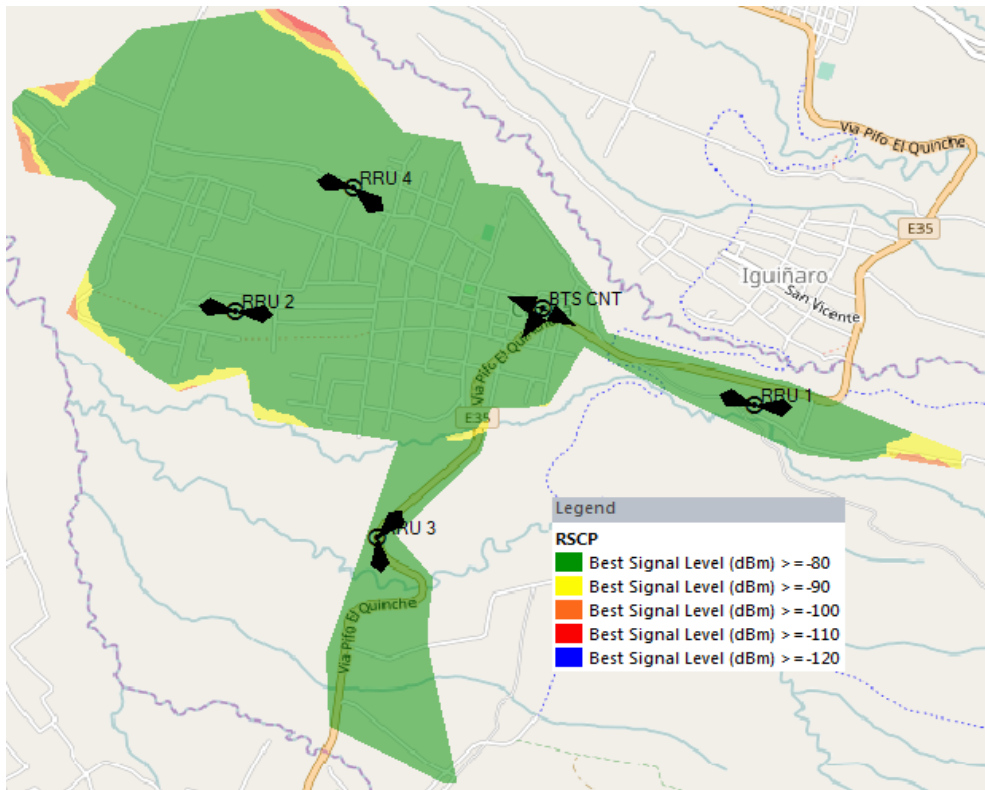 Via Pifo El Quinche
E35
RRU 4
Iguiñaro
San Vicente
RRU 2
BTS CNT
Via Pifo El Quinche
RRU 1
E35
RRU 3
Via Pifo El Quinche
Legend
RSCP
Best Signal Level (dBm) >=-80
Best Signal Level (dBm) >=-90
Best Signal Level (dBm) >=-100
Best Signal Level (dBm) >=-110
Best Signal Level (dBm) >=-120